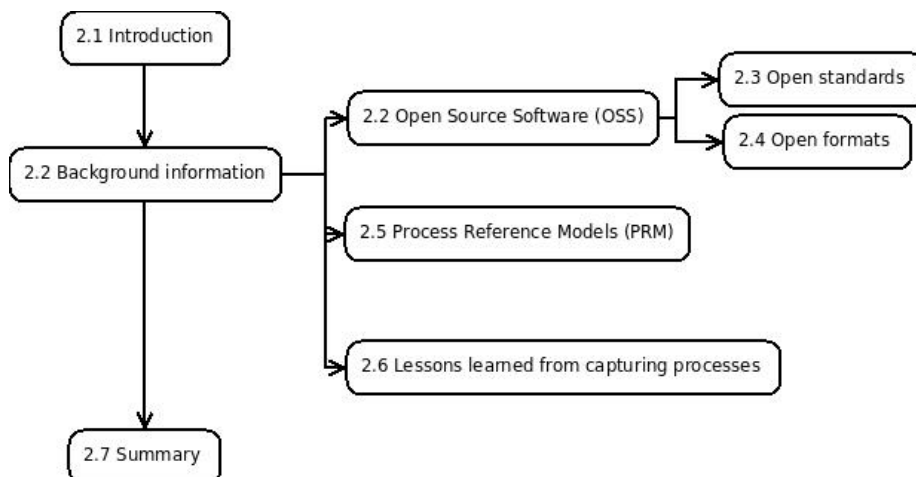 2.1 Introduction
2.3 Open standards
2.2 Open Source Software (OSS)
2.4 Open formats
2.2 Background information
2.5 Process Reference Models (PRM)
2.6 Lessons learned from capturing processes
2.7 Summary